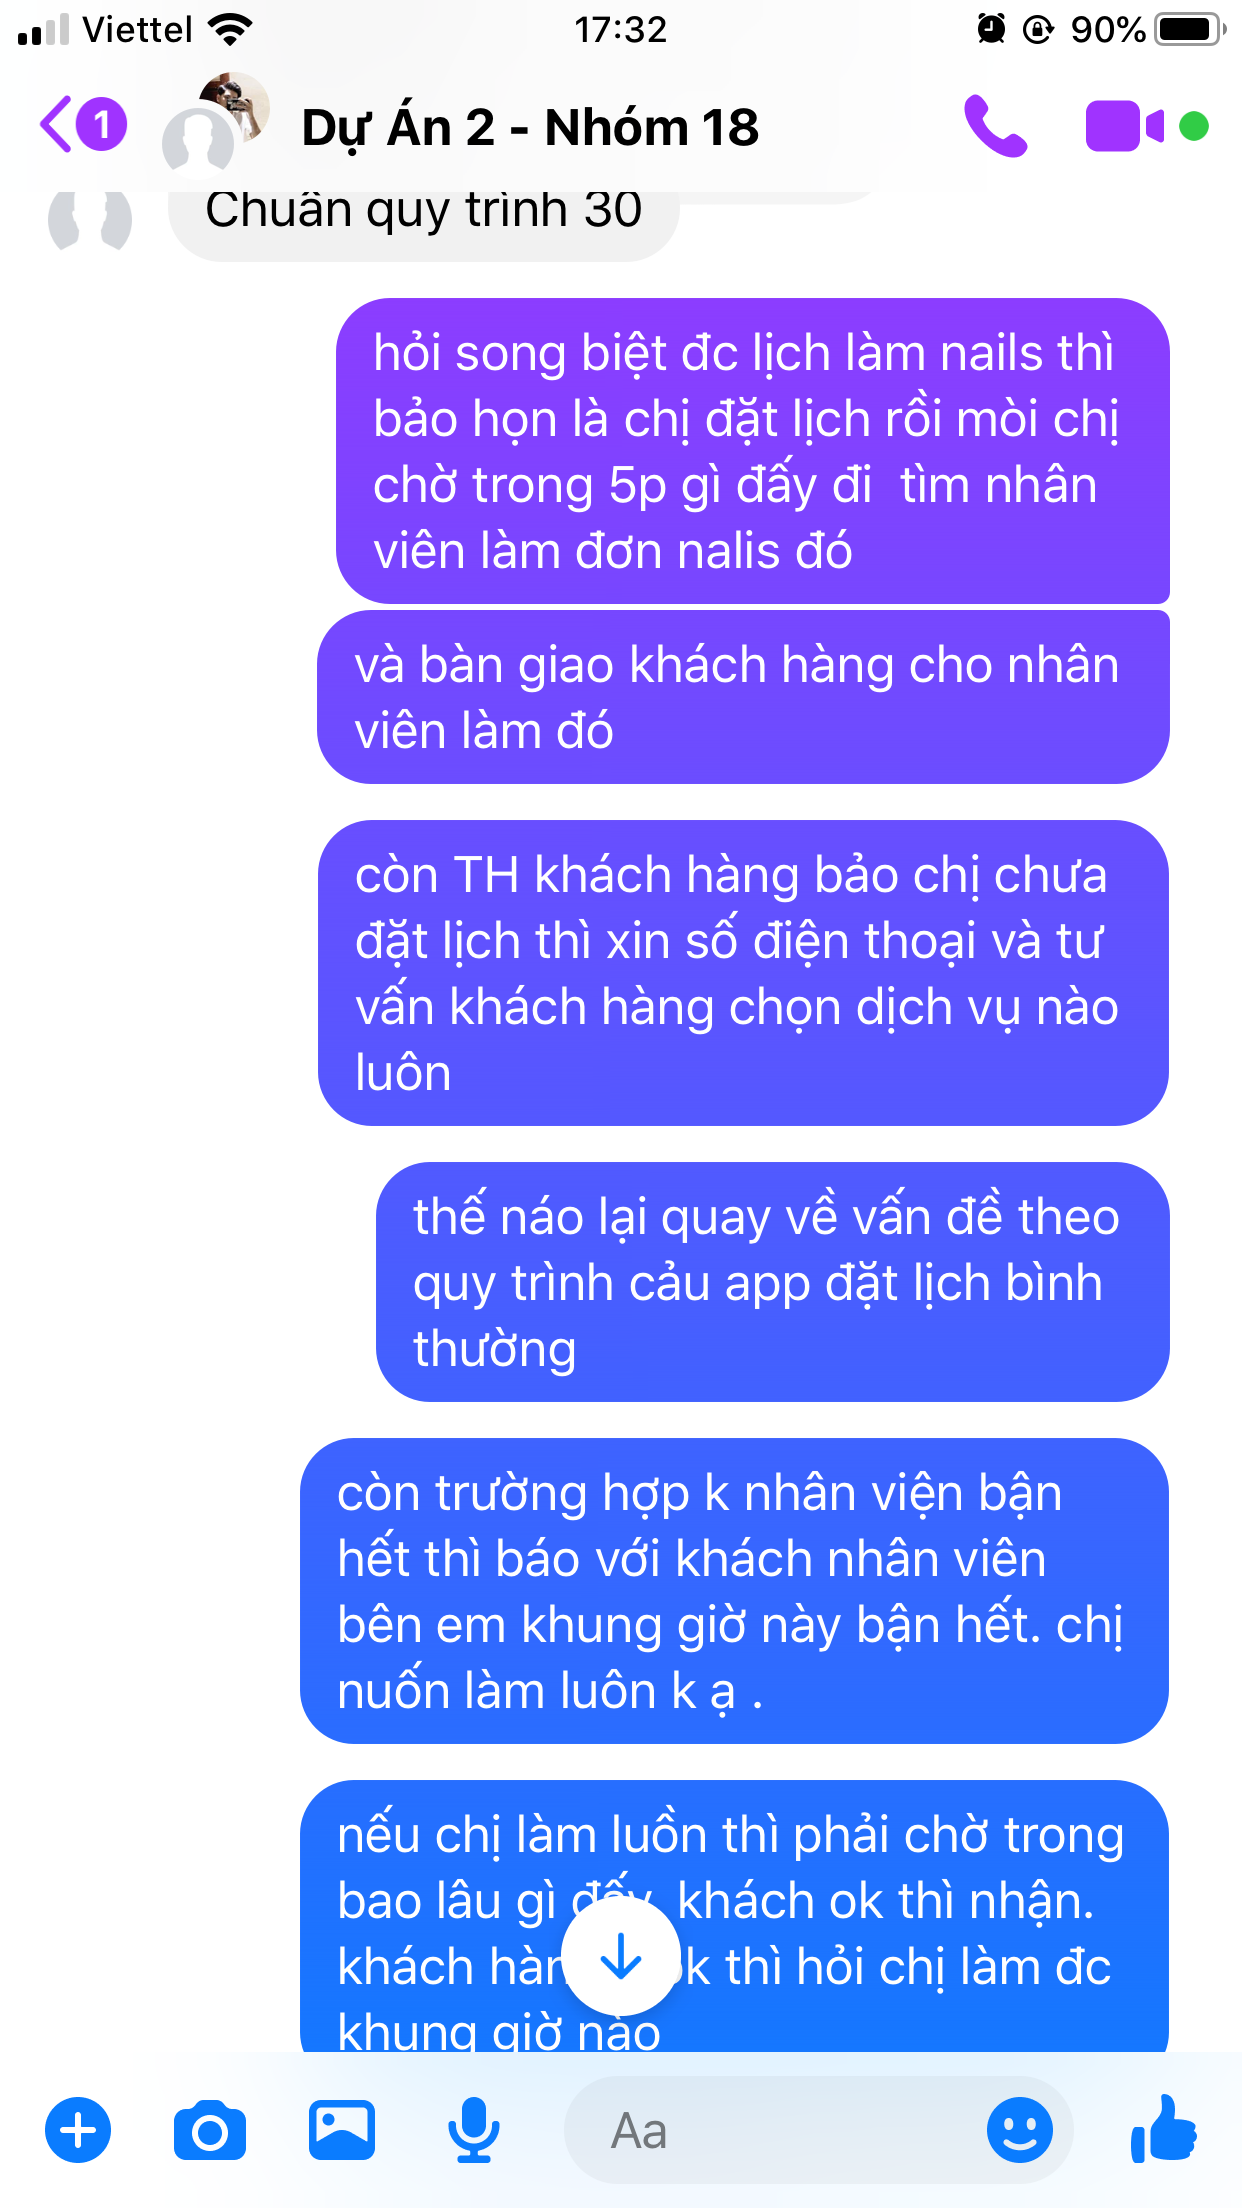 Viettel 17:32 90%
1 Dự Án 2 - Nhóm 18
Chuẩn quy trình 30
hỏi song biệt đc lịch làm nails thì
bảo họn là chị đặt lịch rồi mòi chị
chờ trong 5p gì đấy đi  tìm nhân
viên làm đơn nalis đó
và bàn giao khách hàng cho nhân
viên làm đó
còn TH khách hàng bảo chị chưa
đặt lịch thì xin số điện thoại và tư
vấn khách hàng chọn dịch vụ nào
luôn
thế náo lại quay về vấn đề theo
quy trình cảu app đặt lịch bình
thường
còn trường hợp k nhân viện bận
hết thì báo với khách nhân viên
bên em khung giờ này bận hết. chị
nuốn làm luôn k ạ .
nếu chị làm luồn thì phải chờ trong
bao lâu gì đấy  khách ok thì nhận.
khách thì hỏi chị làm đc
khung giờ nào
Aa